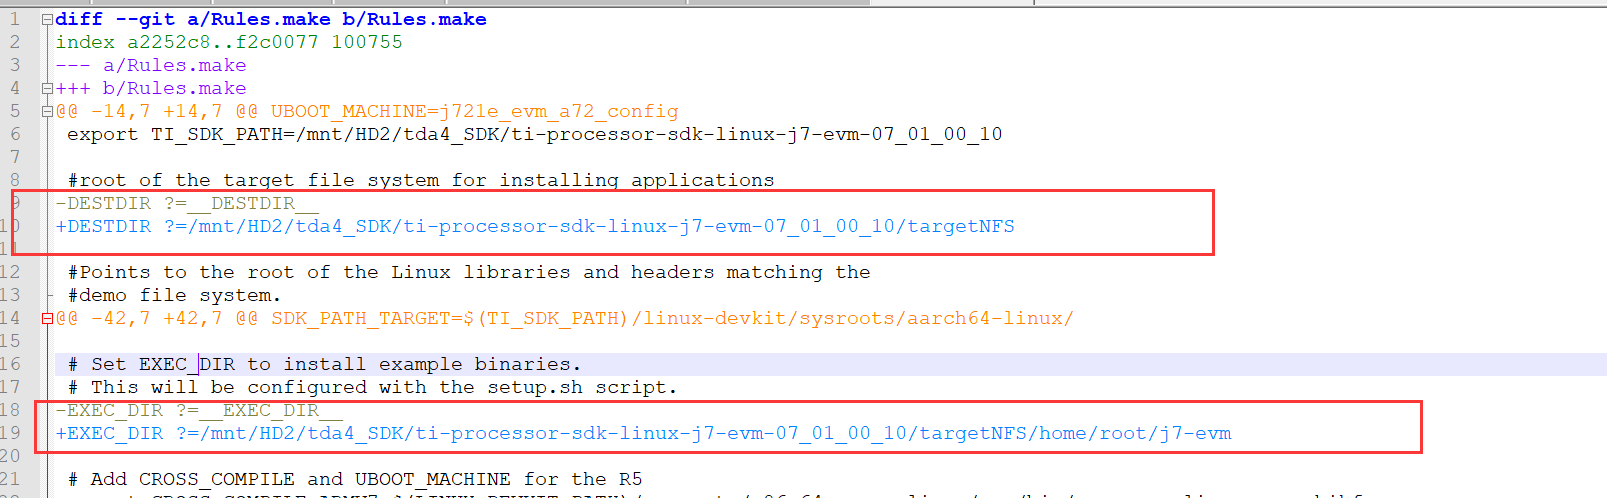 1 diff --git a/Rules.make b/Rules.make
2 index a2252c8..f2c0077 100755
3 --- a/Rules.make
4 +++ b/Rules.make
5 @@ -14,7 +14,7 @@ UBOOT_MACHINE=j721e_evm_a72_config
6 export TI_SDK_PATH=/mnt/HD2/tda4_SDK/ti-processor-sdk-linux-j7-evm-07_01_00_10
7
8 #root of the target file system for installing applications
9 -DESTDIR ?=__DESTDIR__
10 +DESTDIR ?=/mnt/HD2/tda4_SDK/ti-processor-sdk-linux-j7-evm-07_01_00_10/targetNFS
11
12 #Points to the root of the Linux libraries and headers matching the
13 #demo file system.
14 @@ -42,7 +42,7 @@ SDK_PATH_TARGET=$(TI_SDK_PATH)/linux-devkit/sysroots/aarch64-linux/
15
16 # Set EXEC_DIR to install example binaries.
17 # This will be configured with the setup.sh script.
18 -EXEC_DIR ?=__EXEC_DIR__
19 +EXEC_DIR ?=/mnt/HD2/tda4_SDK/ti-processor-sdk-linux-j7-evm-07_01_00_10/targetNFS/home/root/j7-evm
20
21 # Add CROSS_COMPILE and UBOOT_MACHINE for the R5